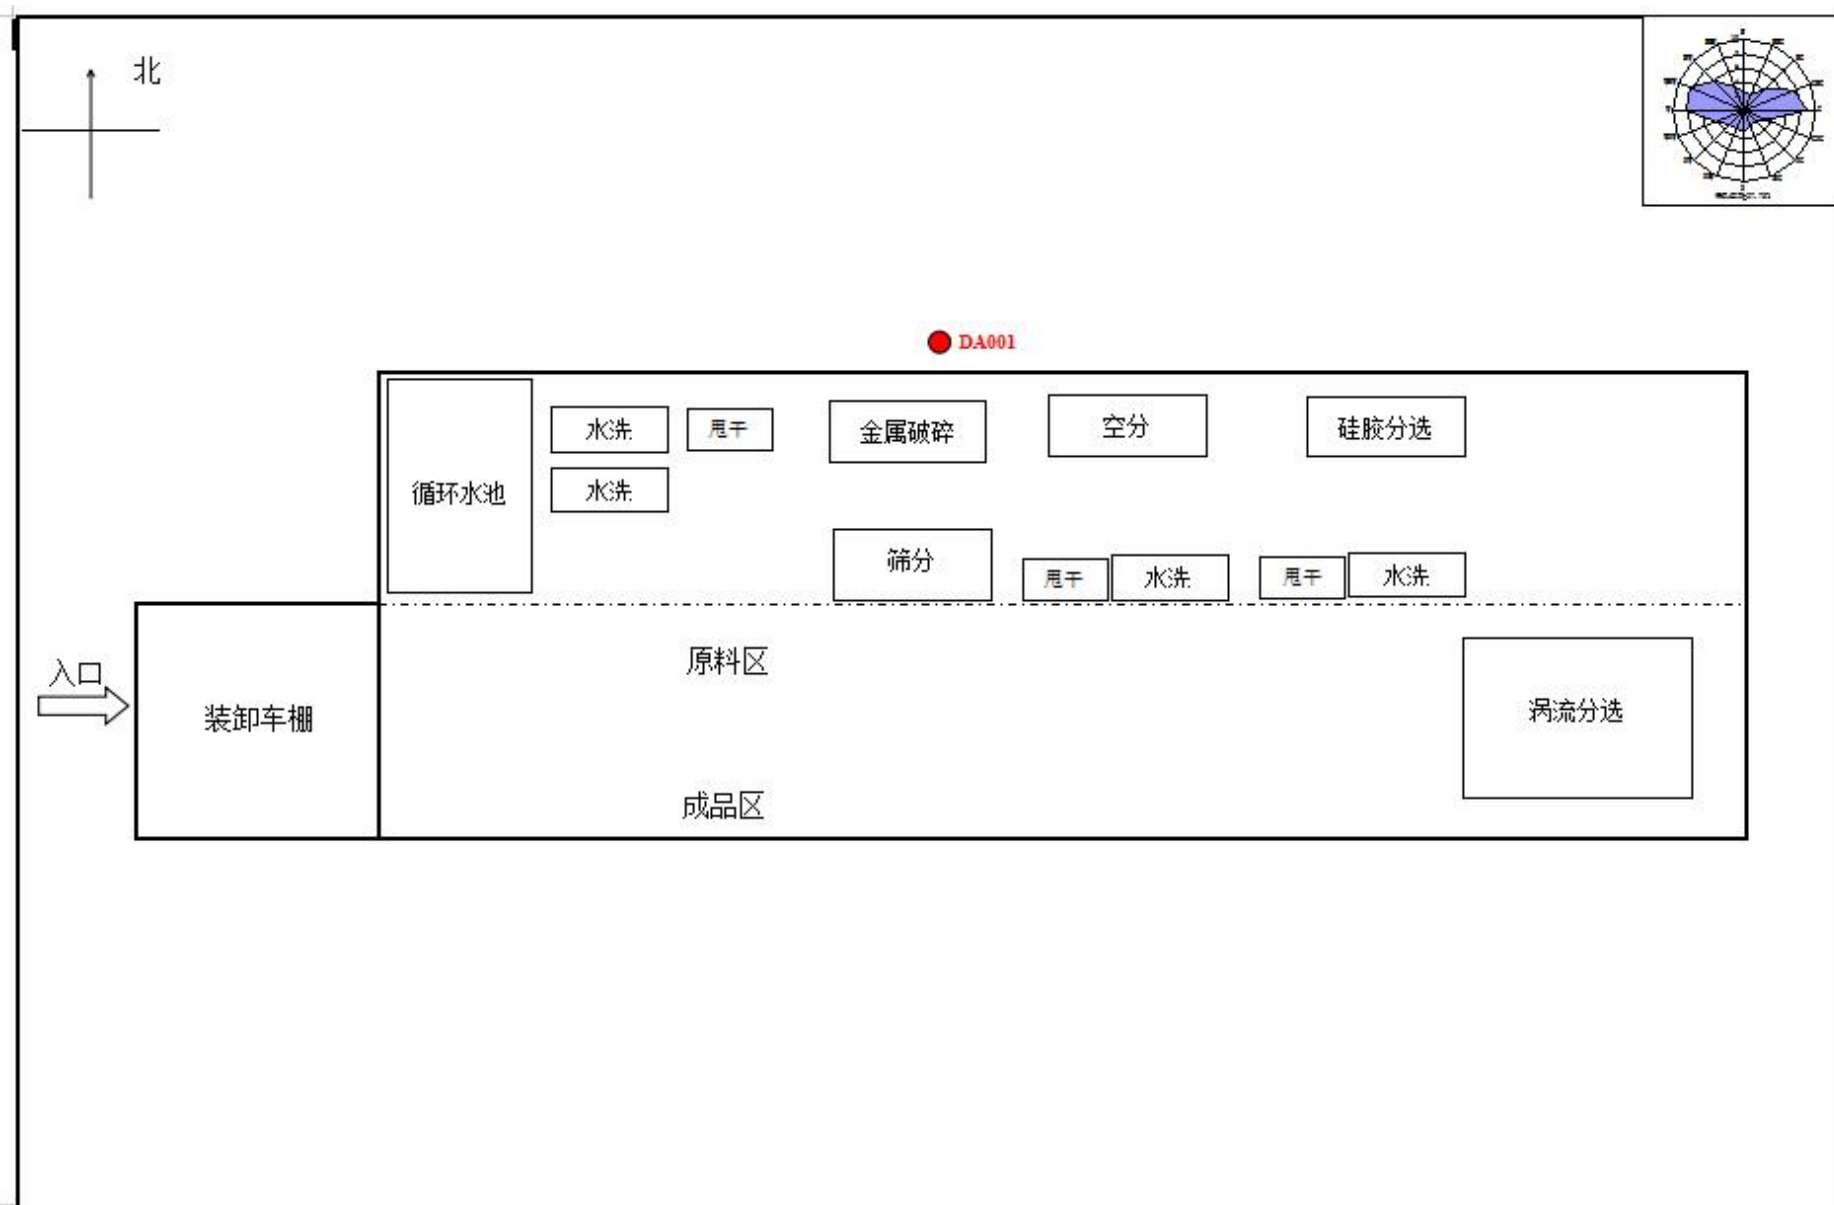 北
DA001
水洗
甩干
金属破碎
空分
硅胶分选
循环水池
水洗
筛分
甩干
水洗
甩干
水洗
入口
装卸车棚
原料区
涡流分选
成品区